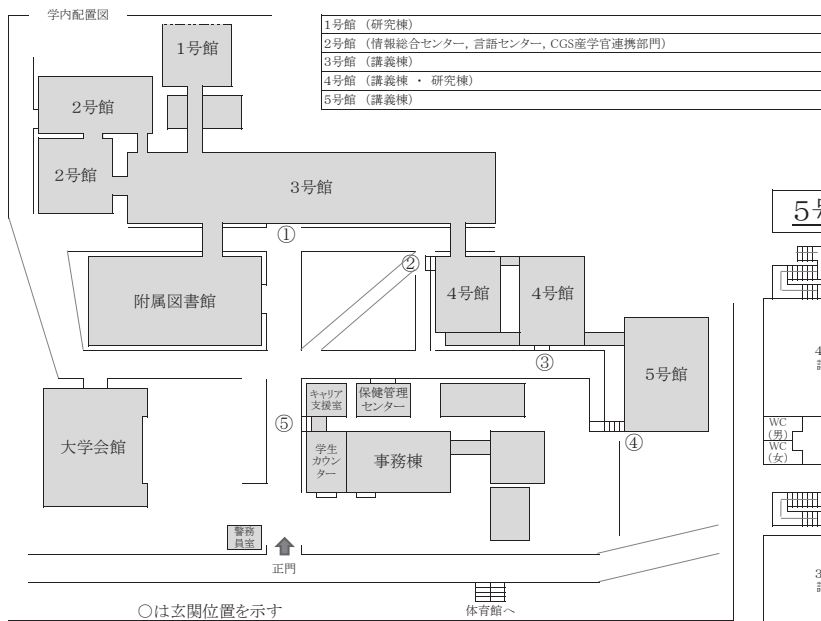 学内配置図
1号館 (研究棟)
2号館 (情報総合センター, 言語センター, CGS産学官連携部門)
3号館 (講義棟)
4号館 (講義棟 ・ 研究棟)
5号館 (講義棟)
1号館
2号館
2号館
3号館
①
②
附属図書館
4号館
4号館
③
5号館
キャリア
支援室
保健管理
センター
⑤
④
大学会館
学生
カウン
ター
事務棟
警務
員室
正門
体育館へ
○は玄関位置を示す
WC
(男)
WC
(女)